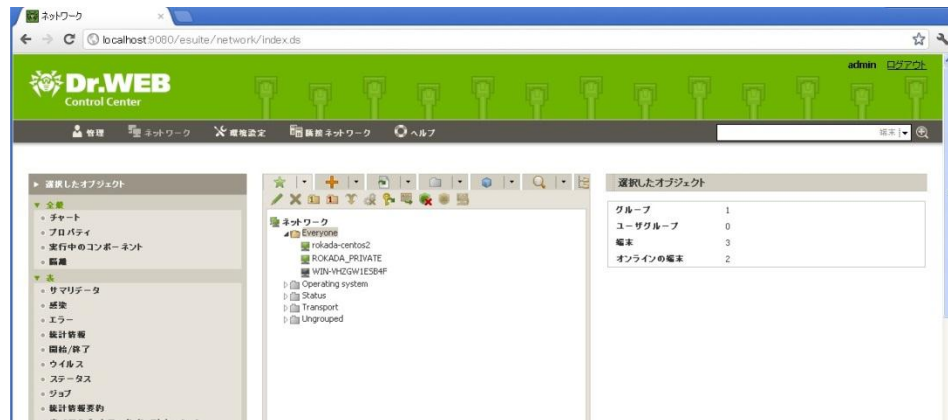 ネットワーク
localhost:9080/esuite/network/index.ds
admin ログアウト
Dr.WEB
Control Center
管理 ネットワーク 環境設定 隣接ネットワーク ヘルプ
端末
選択したオブジェクト
全般
チャート
プロパティ
実行中のコンポーネント
隔離
表
サマリデータ
感染
エラー
統計情報
開始/終了
ウイルス
ステータス
ジョブ
統計情報要約
ネットワーク
Everyone
rokada-centos2
ROKADA_PRIVATE
WIN-VHZGW1ESB4F
Operating system
Status
Transport
Ungrouped
選択したオブジェクト
グループ 1
ユーザグループ 0
端末 3
オンラインの端末 2